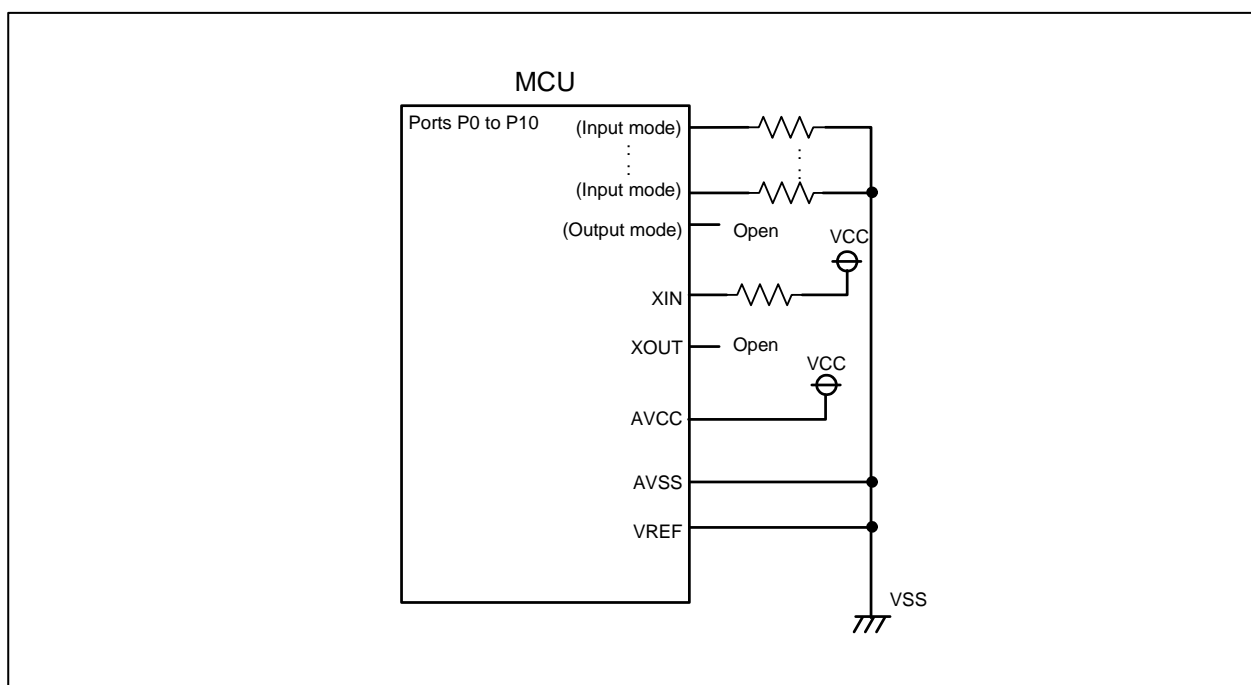 MCU
Ports P0 to P10
(Input mode)
(Input mode)
(Output mode)
Open
VCC
XIN
XOUT
Open
VCC
AVCC
AVSS
VREF
VSS